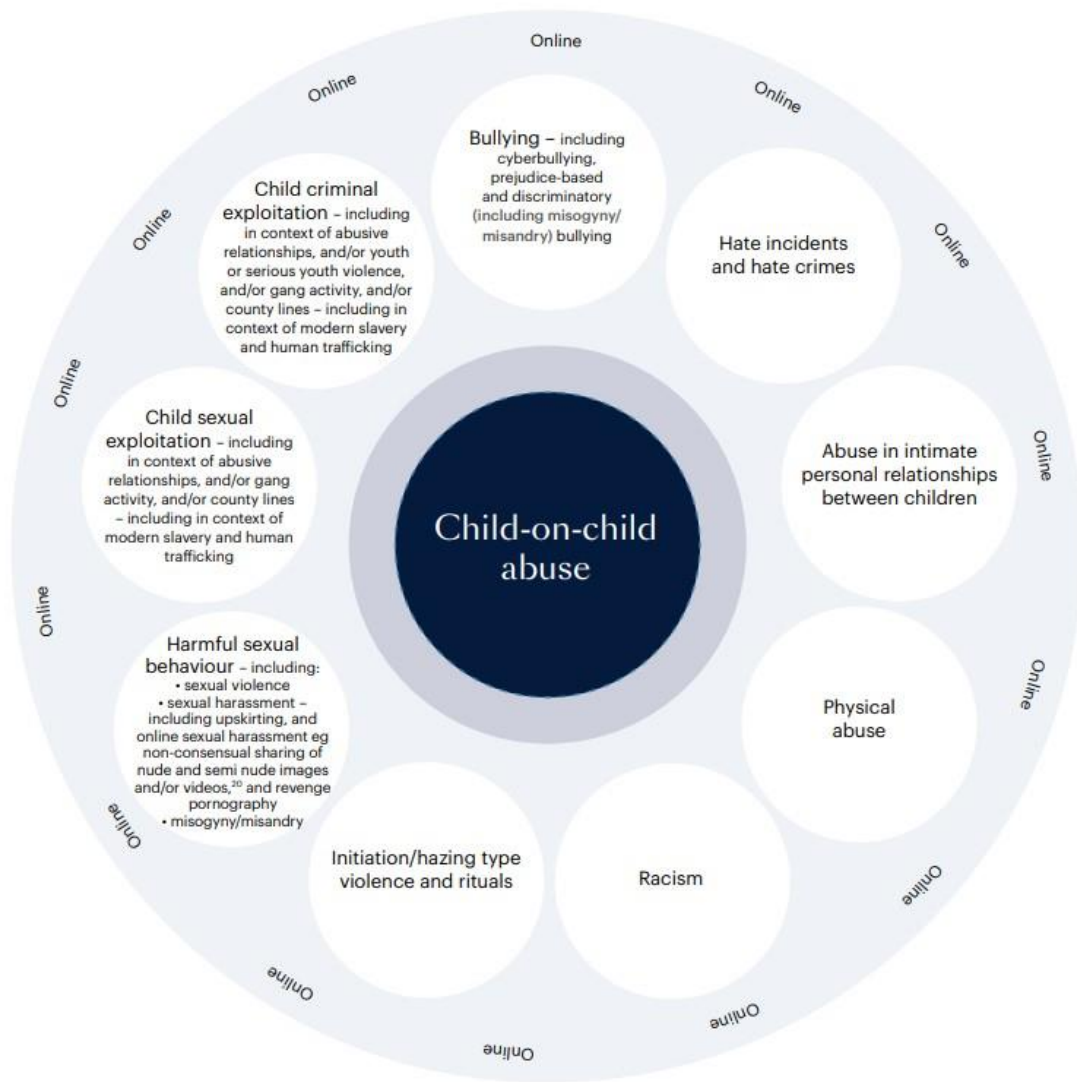 Online
Online
Online
Online
Online
Online
Online
Online
Online
Online
Online
Online
Online
Online
Bullying – including
cyberbullying,
prejudice-based
and discriminatory
(including misogyny/
misandry) bullying
Hate incidents
and hate crimes
Abuse in intimate
personal relationships
between children
Physical
abuse
Racism
Initiation/hazing type
violence and rituals
Harmful sexual
behaviour – including:
• sexual violence
• sexual harassment –
including upskirting, and
online sexual harassment eg
non-consensual sharing of
nude and semi nude images
and/or videos,²⁰ and revenge
pornography
• misogyny/misandry
Child sexual
exploitation – including
in context of abusive
relationships, and/or gang
activity, and/or county lines
– including in context of
modern slavery and human
trafficking
Child criminal
exploitation – including
in context of abusive
relationships, and/or youth
or serious youth violence,
and/or gang activity, and/or
county lines – including in
context of modern slavery
and human trafficking
Child-on-child
abuse